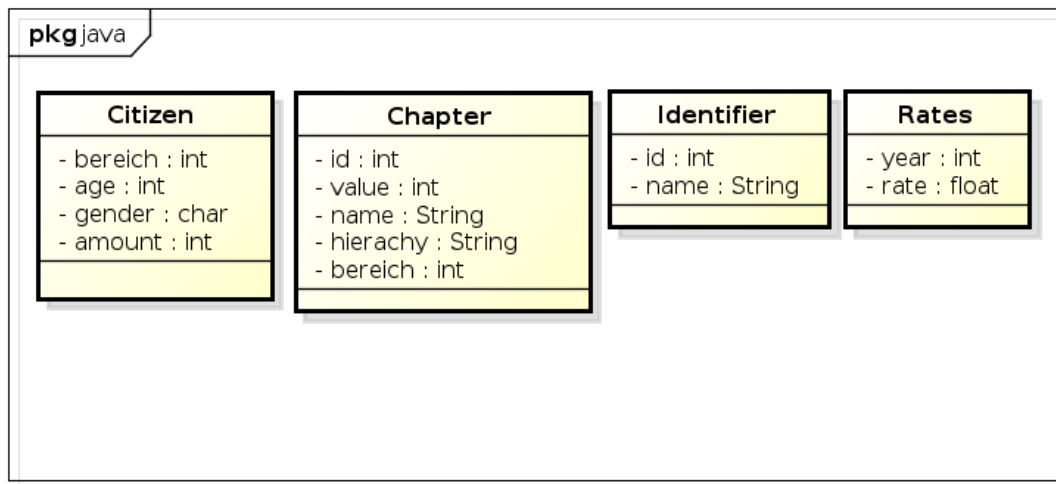 pkg java
Citizen
- bereich : int
- age : int
- gender : char
- amount : int
Chapter
- id : int
- value : int
- name : String
- hierachy : String
- bereich : int
Identifier
- id : int
- name : String
Rates
- year : int
- rate : float